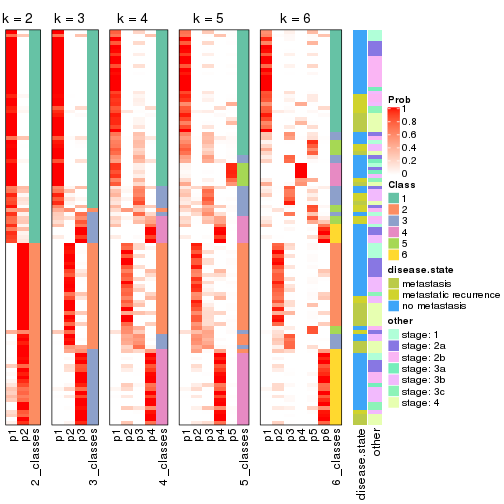 k = 2
k = 3
k = 4
k = 5
k = 6
p1
p2
2_classes
p1
p2
p3
3_classes
p1
p2
p3
p4
4_classes
p1
p2
p3
p4
p5
5_classes
p1
p2
p3
p4
p5
p6
6_classes
disease.state
other
Prob
1
0.8
0.6
0.4
0.2
0
Class
1
2
3
4
5
6
disease.state
metastasis
metastatic recurrence
no metastasis
other
stage: 1
stage: 2a
stage: 2b
stage: 3a
stage: 3b
stage: 3c
stage: 4